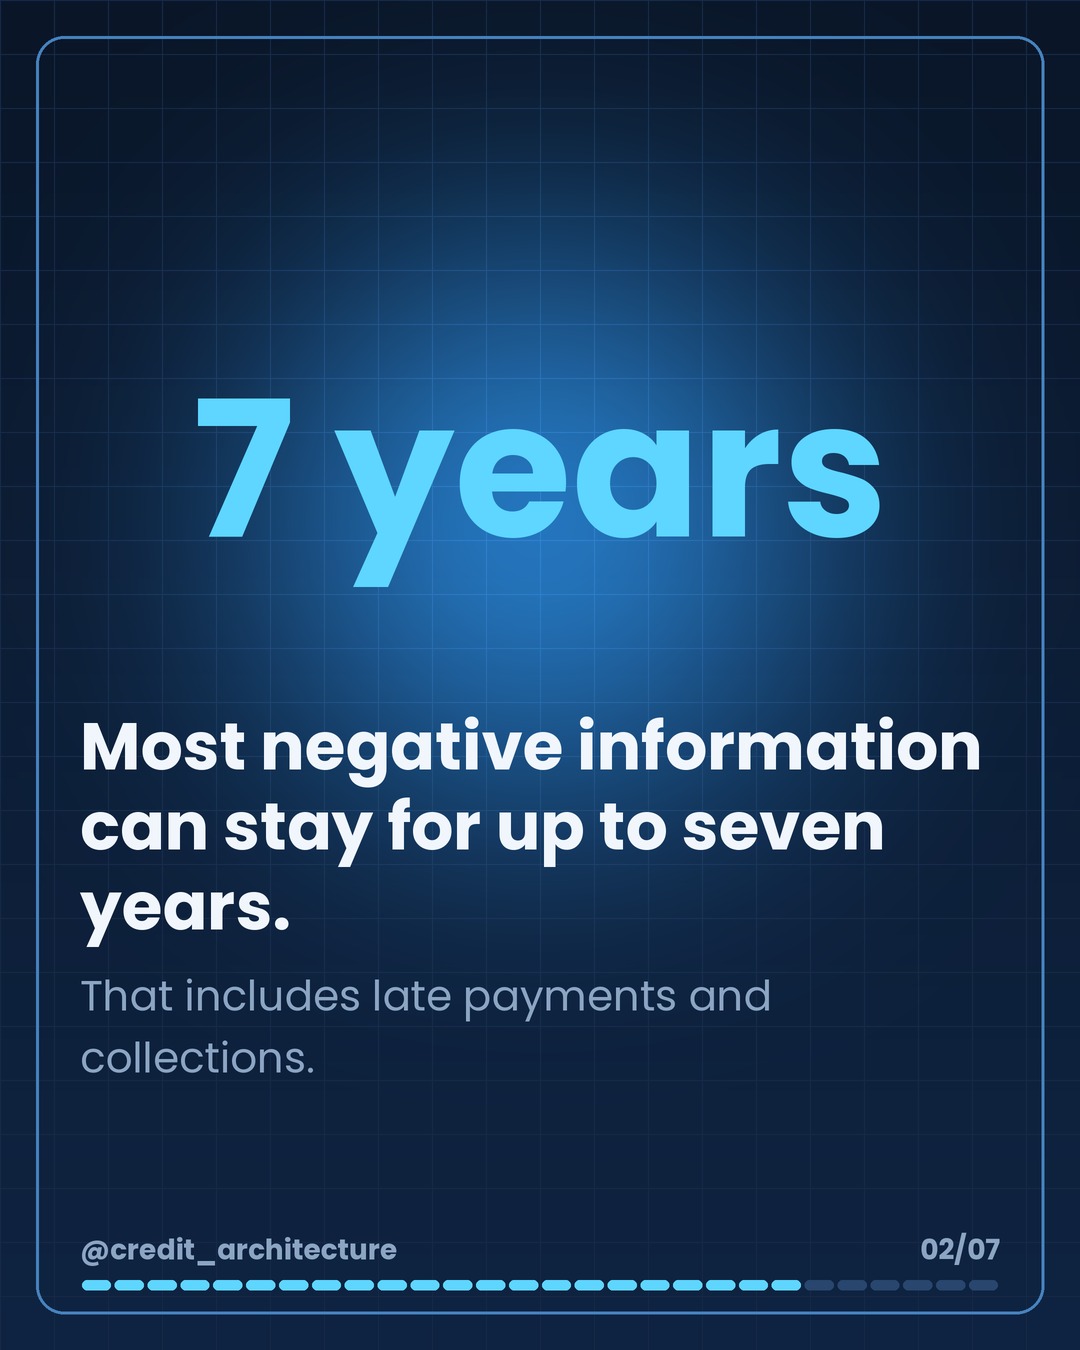 7 years
Most negative information
can stay for up to seven
years.
That includes late payments and
collections.
@credit_architecture
02/07